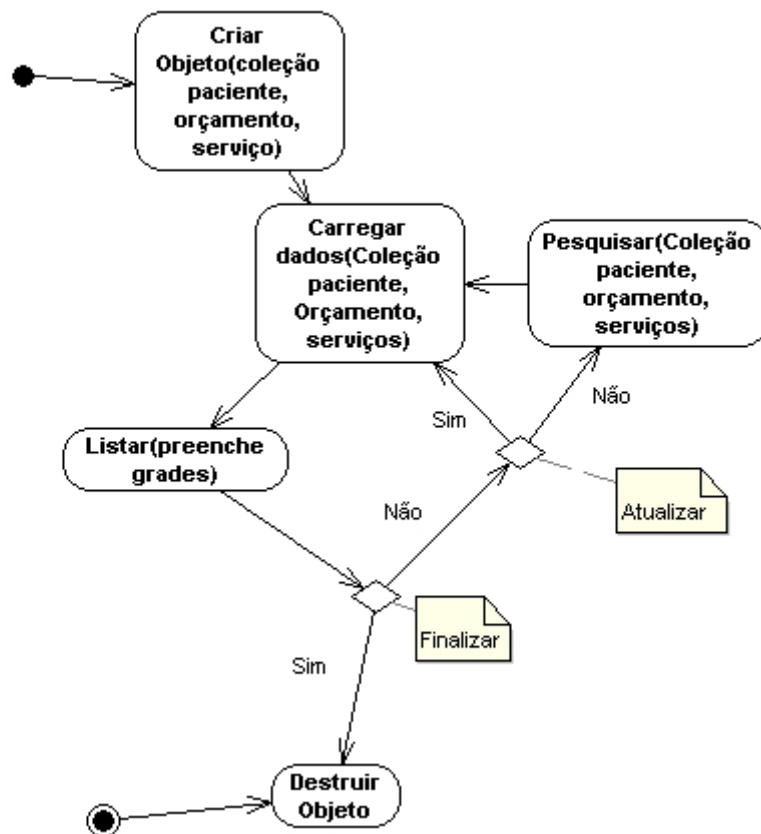 Criar
Objeto(coleção
paciente,
orçamento,
serviço)
Carregar
dados(Coleção
paciente,
Orçamento,
serviços)
Pesquisar(Coleção
paciente,
orçamento,
serviços)
Sim
Não
Listar(preenche
grades)
Não
Atualizar
Finalizar
Sim
Destruir
Objeto